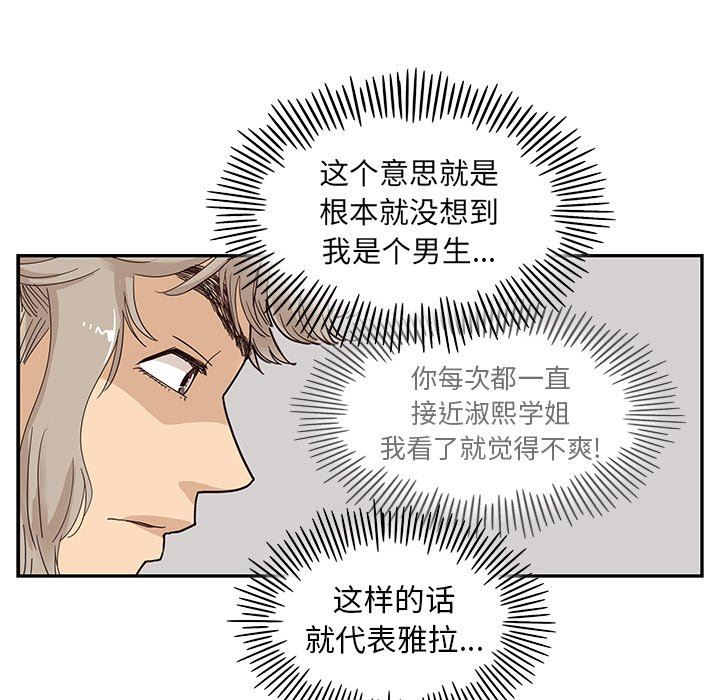 这个意思就是
根本就没想到
我是个男生...
你每次都一直
接近淑熙学姐
我看了就觉得不爽!
这样的话
就代表雅拉...